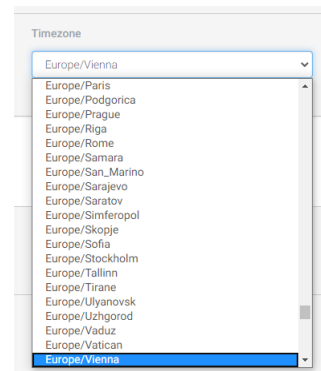 Timezone
Europe/Vienna
Europe/Paris
Europe/Podgorica
Europe/Prague
Europe/Riga
Europe/Rome
Europe/Samara
Europe/San_Marino
Europe/Sarajevo
Europe/Saratov
Europe/Simferopol
Europe/Skopje
Europe/Sofia
Europe/Stockholm
Europe/Tallinn
Europe/Tirane
Europe/Ulyanovsk
Europe/Uzhgorod
Europe/Vaduz
Europe/Vatican
Europe/Vienna